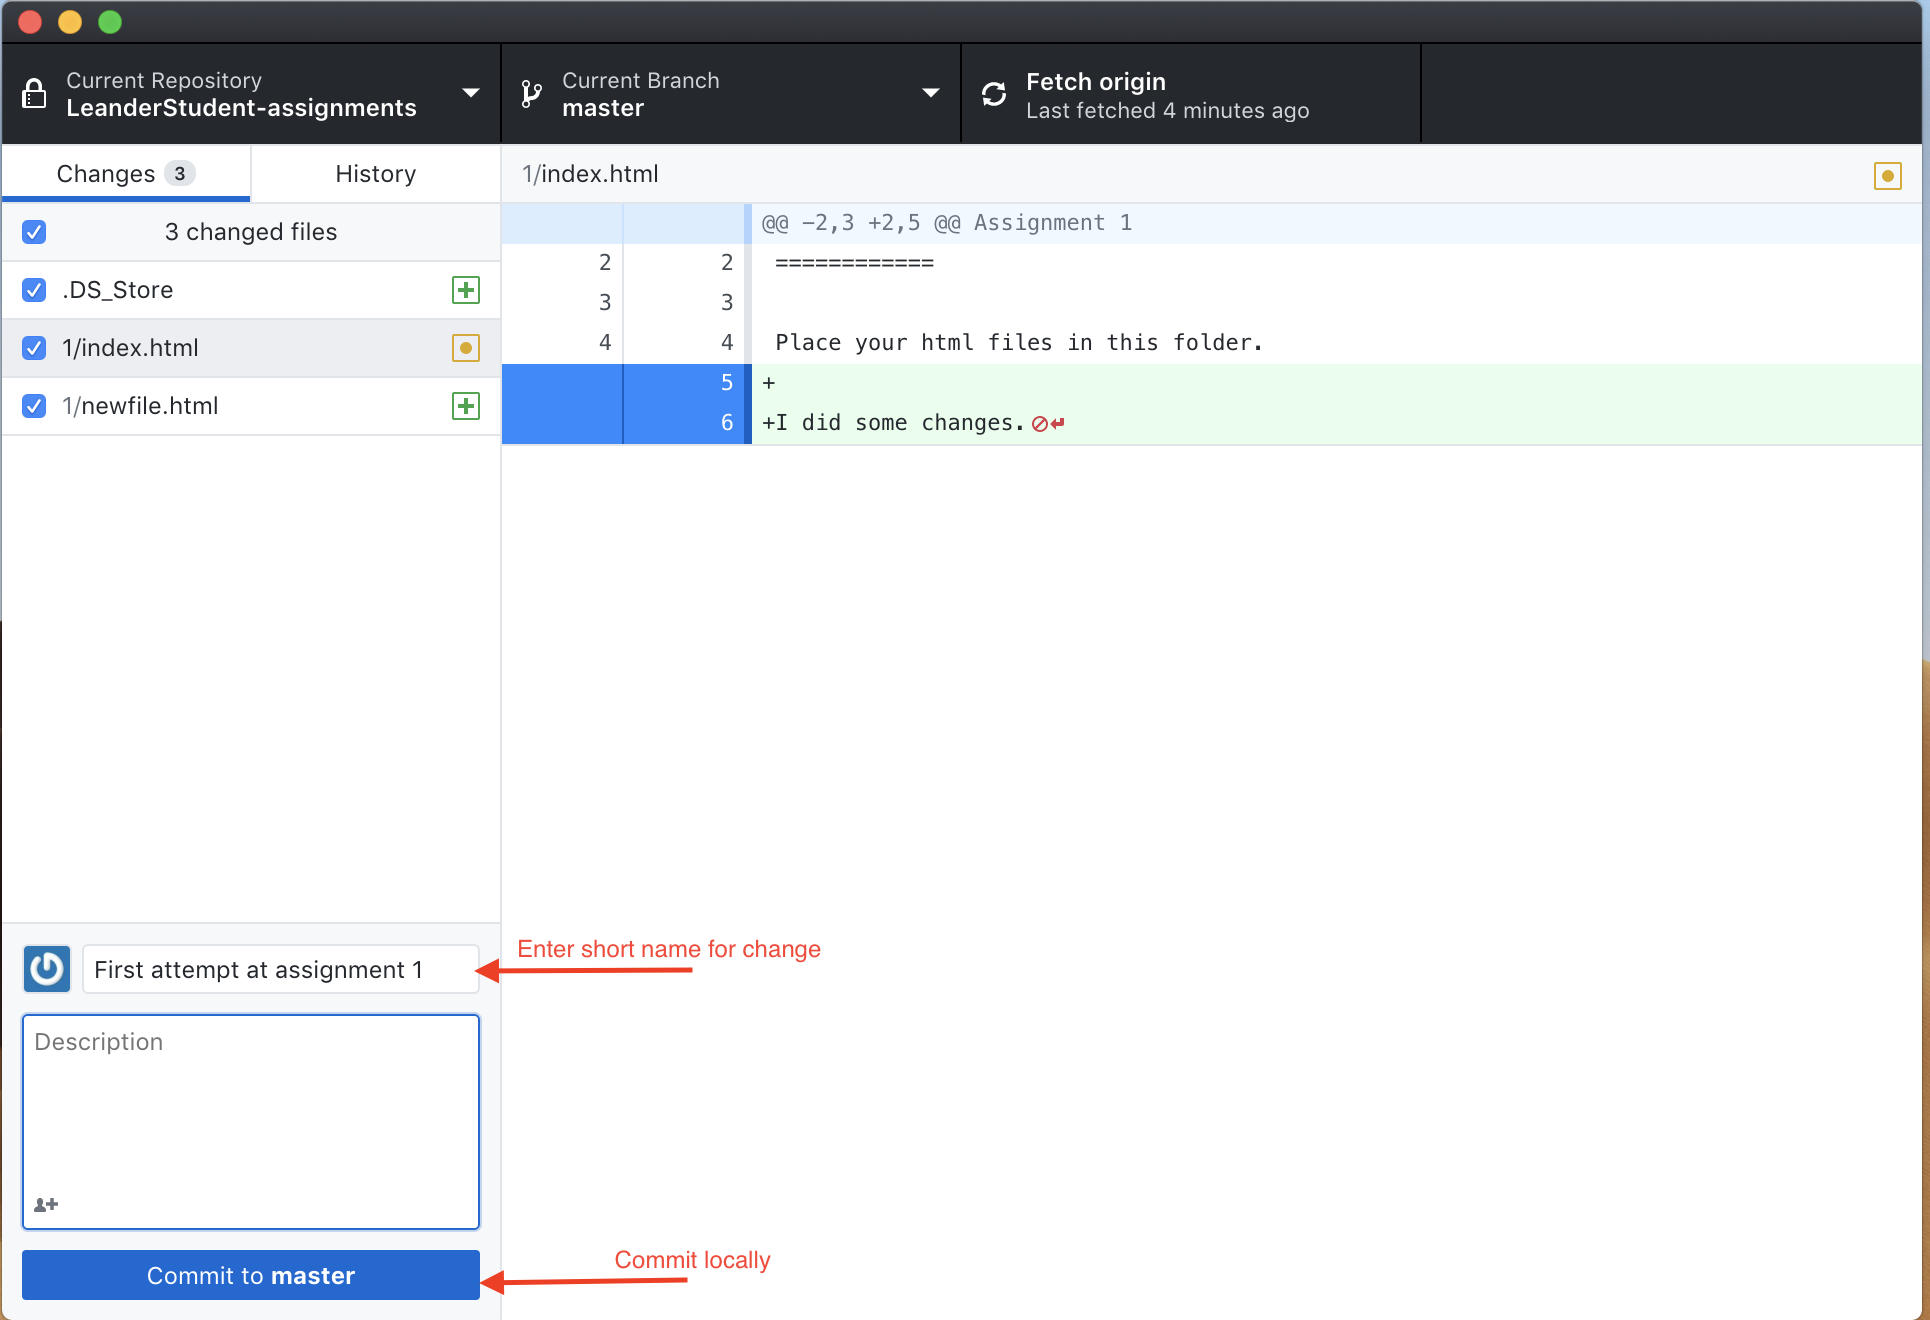 Current Repository
LeanderStudent-assignments
Current Branch
master
Fetch origin
Last fetched 4 minutes ago
Changes 3
History
1/index.html
3 changed files
.DS_Store
1/index.html
1/newfile.html
@@ -2,3 +2,5 @@ Assignment 1
2 2 ============
3 3
4 4 Place your html files in this folder.
5 +
6 +I did some changes.
Enter short name for change
First attempt at assignment 1
Description
Commit locally
Commit to master